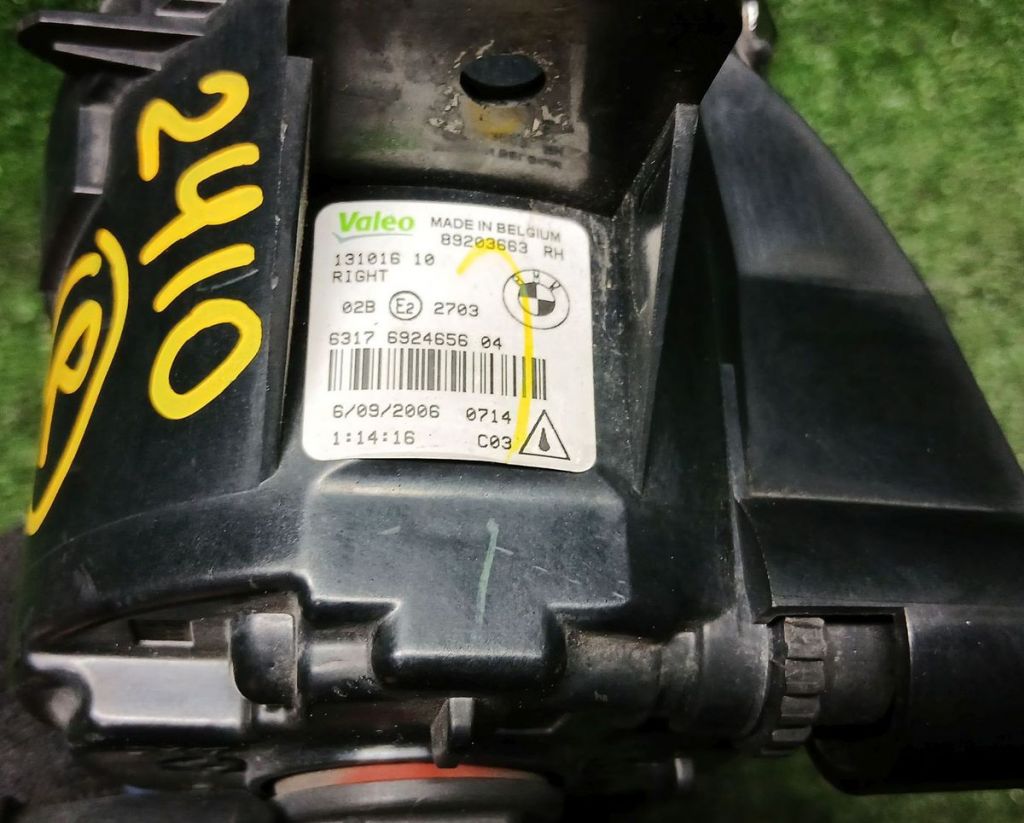 2410
Valeo MADE IN BELGIUM
89203663 RH
131016 10
RIGHT
BMW
02B E2 2703
6317 6924656 04
6/09/2006 0714
1:14:16 C03